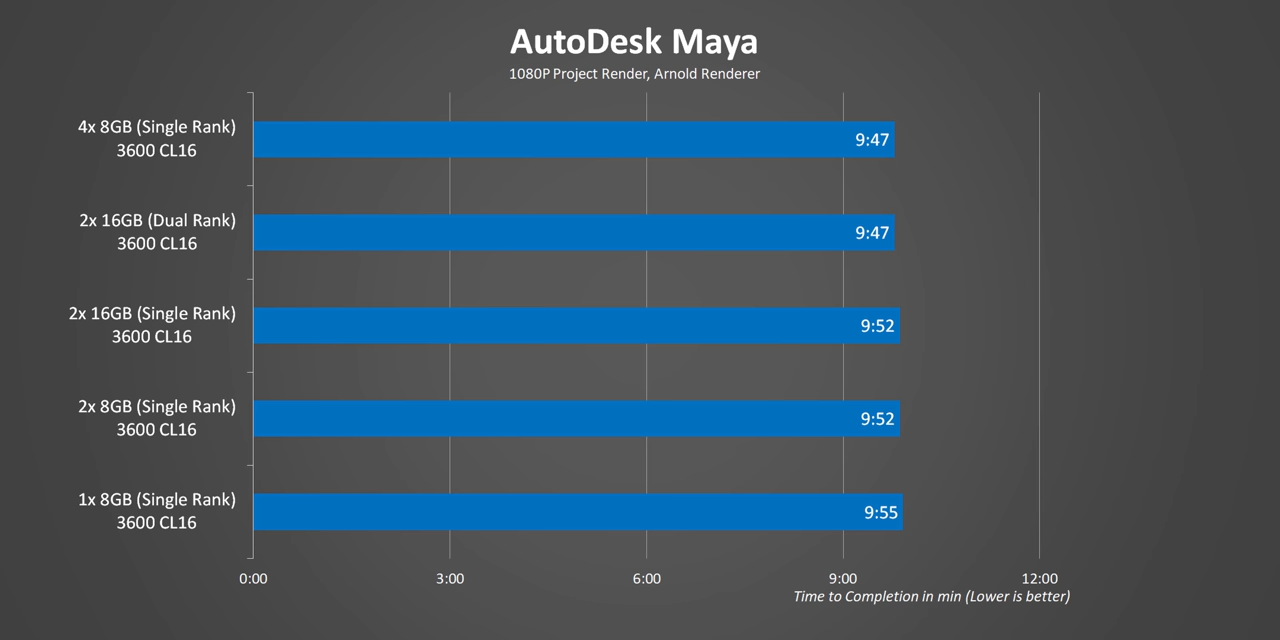 AutoDesk Maya
1080P Project Render, Arnold Renderer
4x 8GB (Single Rank)
3600 CL16
9:47
2x 16GB (Dual Rank)
3600 CL16
9:47
2x 16GB (Single Rank)
3600 CL16
9:52
2x 8GB (Single Rank)
3600 CL16
9:52
1x 8GB (Single Rank)
3600 CL16
9:55
0:00 3:00 6:00 9:00 12:00
Time to Completion in min (Lower is better)